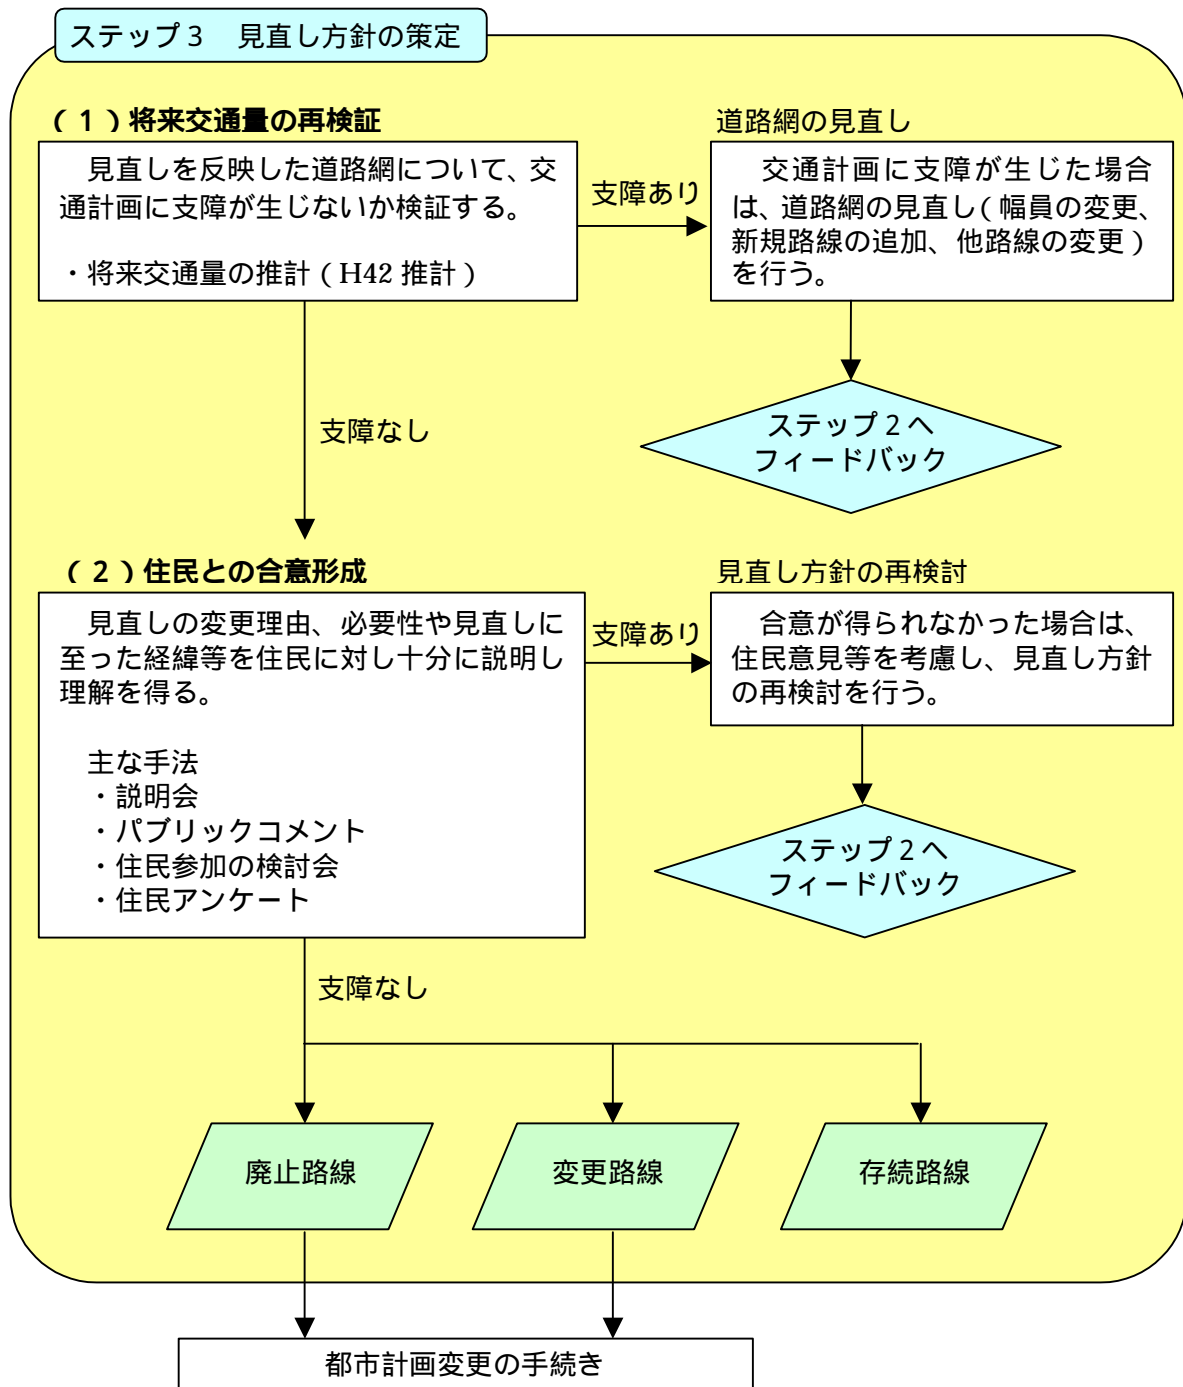 ステップ3　見直し方針の策定
(1)将来交通量の再検証
見直しを反映した道路網について、交
通計画に支障が生じないか検証する。
・将来交通量の推計(H42推計)
支障あり
道路網の見直し
交通計画に支障が生じた場合
は、道路網の見直し(幅員の変更、
新規路線の追加、他路線の変更)
を行う。
ステップ2へ
フィードバック
支障なし
(2)住民との合意形成
見直しの変更理由、必要性や見直しに
至った経緯等を住民に対し十分に説明し
理解を得る。
主な手法
・説明会
・パブリックコメント
・住民参加の検討会
・住民アンケート
支障あり
見直し方針の再検討
合意が得られなかった場合は、
住民意見等を考慮し、見直し方針
の再検討を行う。
ステップ2へ
フィードバック
支障なし
廃止路線
変更路線
存続路線
都市計画変更の手続き